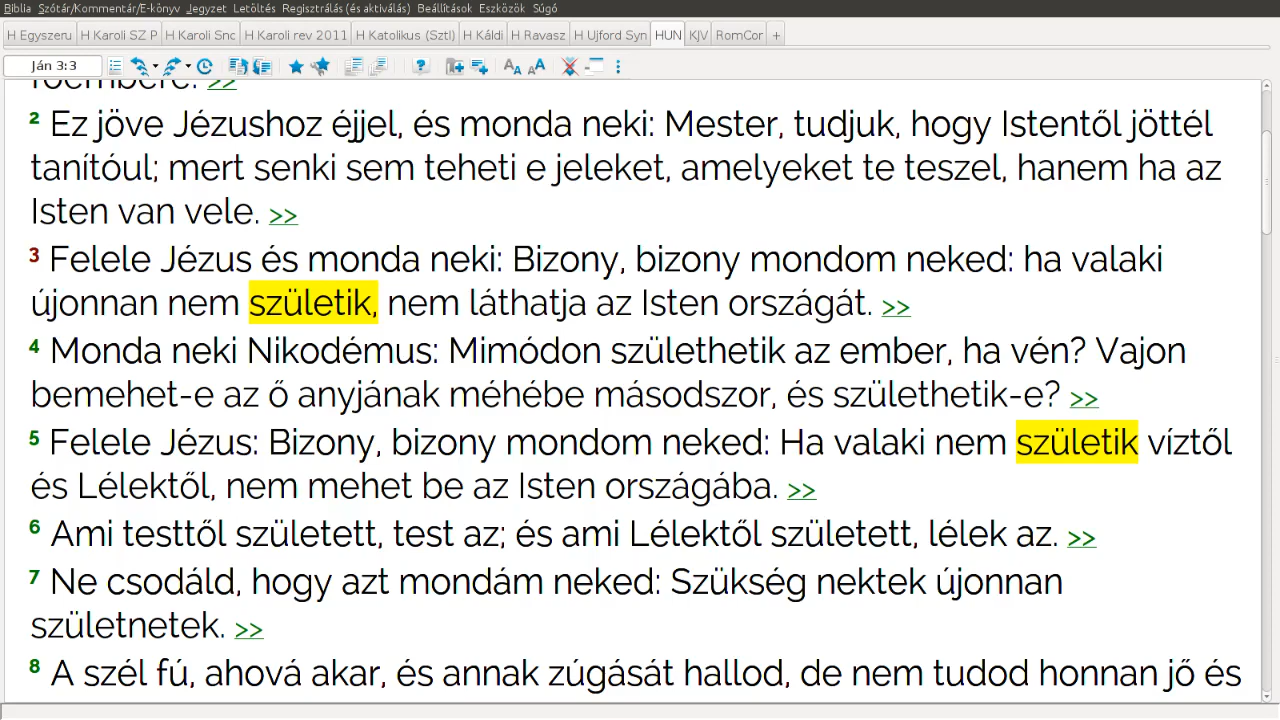 Biblia Szótár/Kommentár/E-könyv Jegyzet Letöltés Regisztrálás (és aktiválás) Beállítások Eszközök Súgó
H Egyszeru H Karoli SZ P H Karoli Snc H Karoli rev 2011 H Katolikus (SztI) H Káldi H Ravasz H Ujford Syn HUN KJV RomCor +
Ján 3:3
főembere. >>
2 Ez jöve Jézushoz éjjel, és monda neki: Mester, tudjuk, hogy Istentől jöttél
tanítóul; mert senki sem teheti e jeleket, amelyeket te teszel, hanem ha az
Isten van vele. >>
3 Felele Jézus és monda neki: Bizony, bizony mondom neked: ha valaki
újonnan nem születik, nem láthatja az Isten országát. >>
4 Monda neki Nikodémus: Mimódon születhetik az ember, ha vén? Vajon
bemehet-e az ő anyjának méhébe másodszor, és születhetik-e? >>
5 Felele Jézus: Bizony, bizony mondom neked: Ha valaki nem születik víztől
és Lélektől, nem mehet be az Isten országába. >>
6 Ami testtől született, test az; és ami Lélektől született, lélek az. >>
7 Ne csodáld, hogy azt mondám neked: Szükség nektek újonnan
születnetek. >>
8 A szél fú, ahová akar, és annak zúgását hallod, de nem tudod honnan jő és